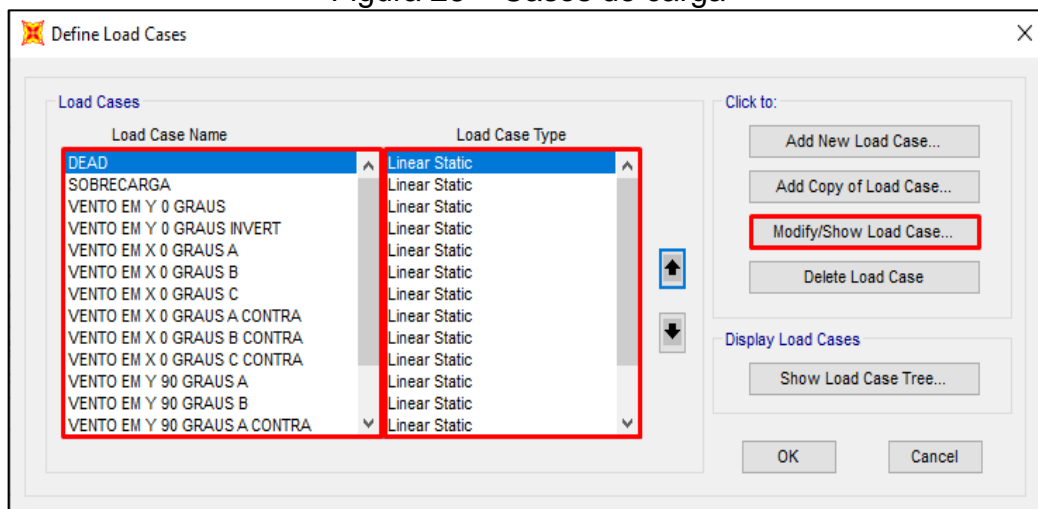 Define Load Cases
Load Cases
Load Case Name Load Case Type
DEAD Linear Static
SOBRECARGA Linear Static
VENTO EM Y 0 GRAUS Linear Static
VENTO EM Y 0 GRAUS INVERT Linear Static
VENTO EM X 0 GRAUS A Linear Static
VENTO EM X 0 GRAUS B Linear Static
VENTO EM X 0 GRAUS C Linear Static
VENTO EM X 0 GRAUS A CONTRA Linear Static
VENTO EM X 0 GRAUS B CONTRA Linear Static
VENTO EM X 0 GRAUS C CONTRA Linear Static
VENTO EM Y 90 GRAUS A Linear Static
VENTO EM Y 90 GRAUS B Linear Static
VENTO EM Y 90 GRAUS A CONTRA Linear Static
Click to:
Add New Load Case...
Add Copy of Load Case...
Modify/Show Load Case...
Delete Load Case
Display Load Cases
Show Load Case Tree...
OK Cancel